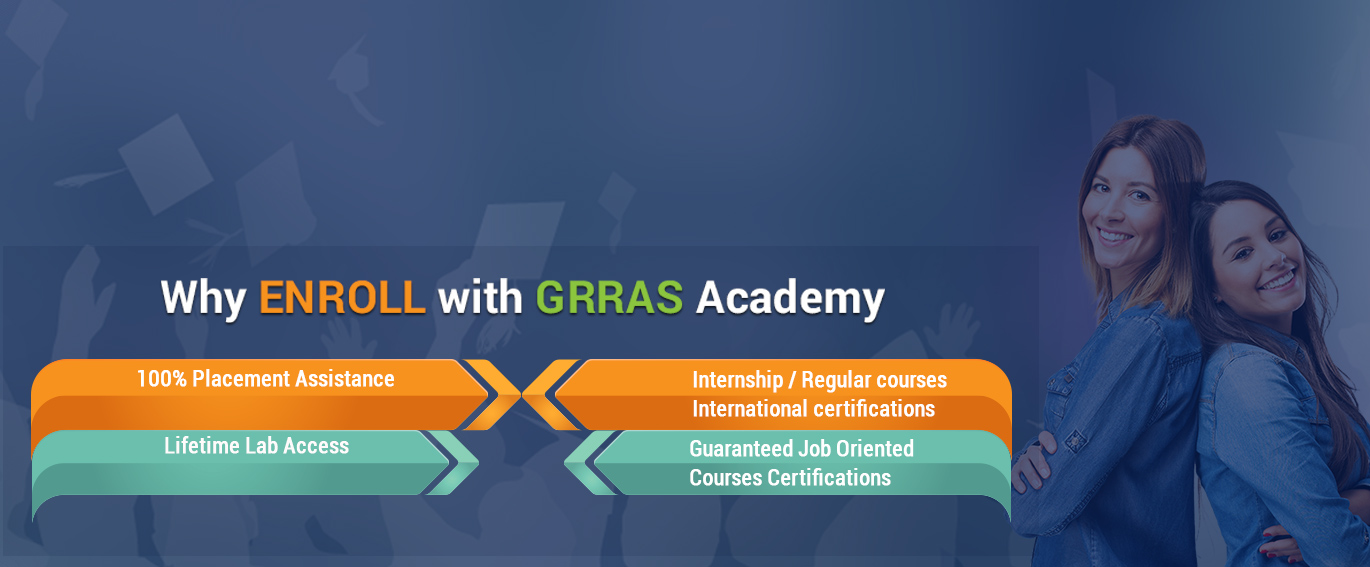 Why ENROLL with GRRAS Academy
100% Placement Assistance
Internship / Regular courses
International certifications
Lifetime Lab Access
Guaranteed Job Oriented
Courses Certifications